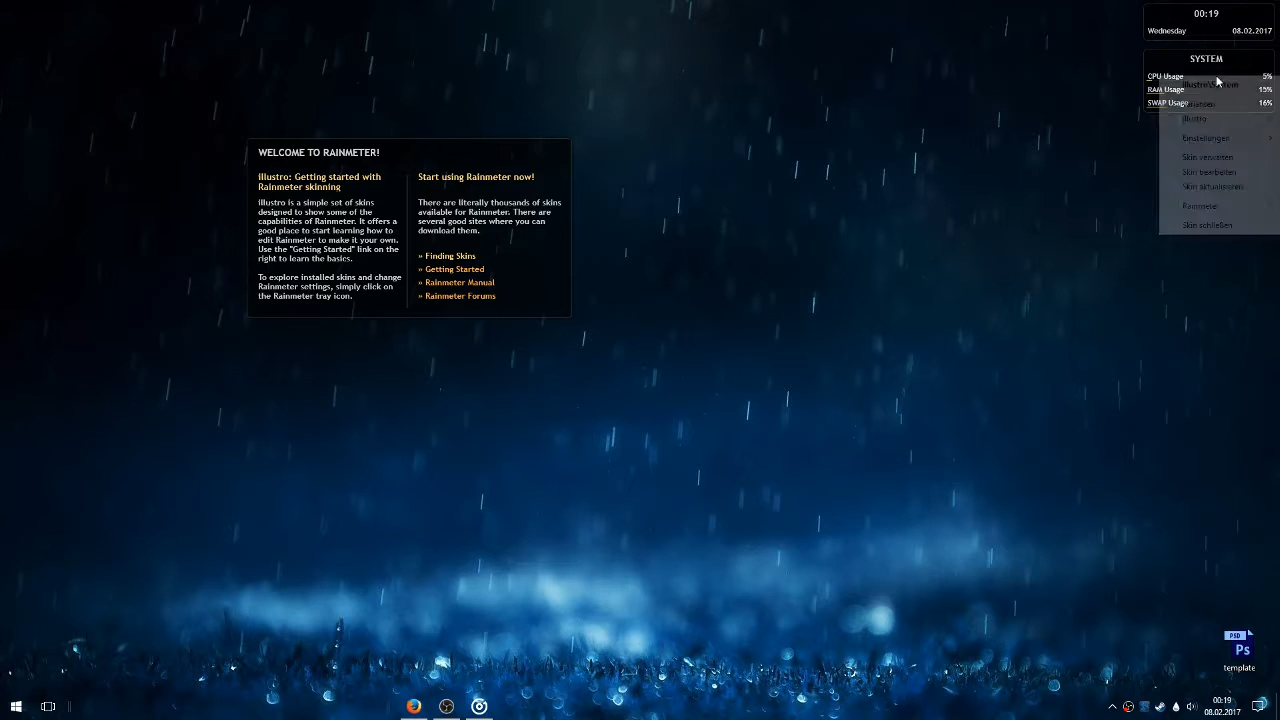 00:19
Wednesday 08.02.2017
SYSTEM
CPU Usage 5%
RAM Usage 15%
SWAP Usage 16%
illustro\System
Varianten
illustro
Einstellungen
Skin verwalten
Skin bearbeiten
Skin aktualisieren
Rainmeter
Skin schließen
WELCOME TO RAINMETER!
illustro: Getting started with
Rainmeter skinning
illustro is a simple set of skins
designed to show some of the
capabilities of Rainmeter. It offers a
good place to start learning how to
edit Rainmeter to make it your own.
Use the "Getting Started" link on the
right to learn the basics.
To explore installed skins and change
Rainmeter settings, simply click on
the Rainmeter tray icon.
Start using Rainmeter now!
There are literally thousands of skins
available for Rainmeter. There are
several good sites where you can
download them.
» Finding Skins
» Getting Started
» Rainmeter Manual
» Rainmeter Forums
PSD
Ps
template
00:19
08.02.2017